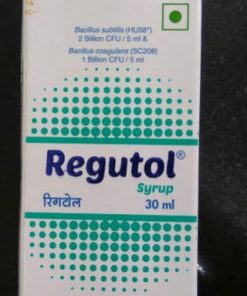 Bacillus subtilis (HU58*)
2 Billion CFU / 5 ml &
Bacillus coagulans (SC208)
1 Billion CFU / 5 ml
Regutol®
Syrup
रिगटोल
30 ml